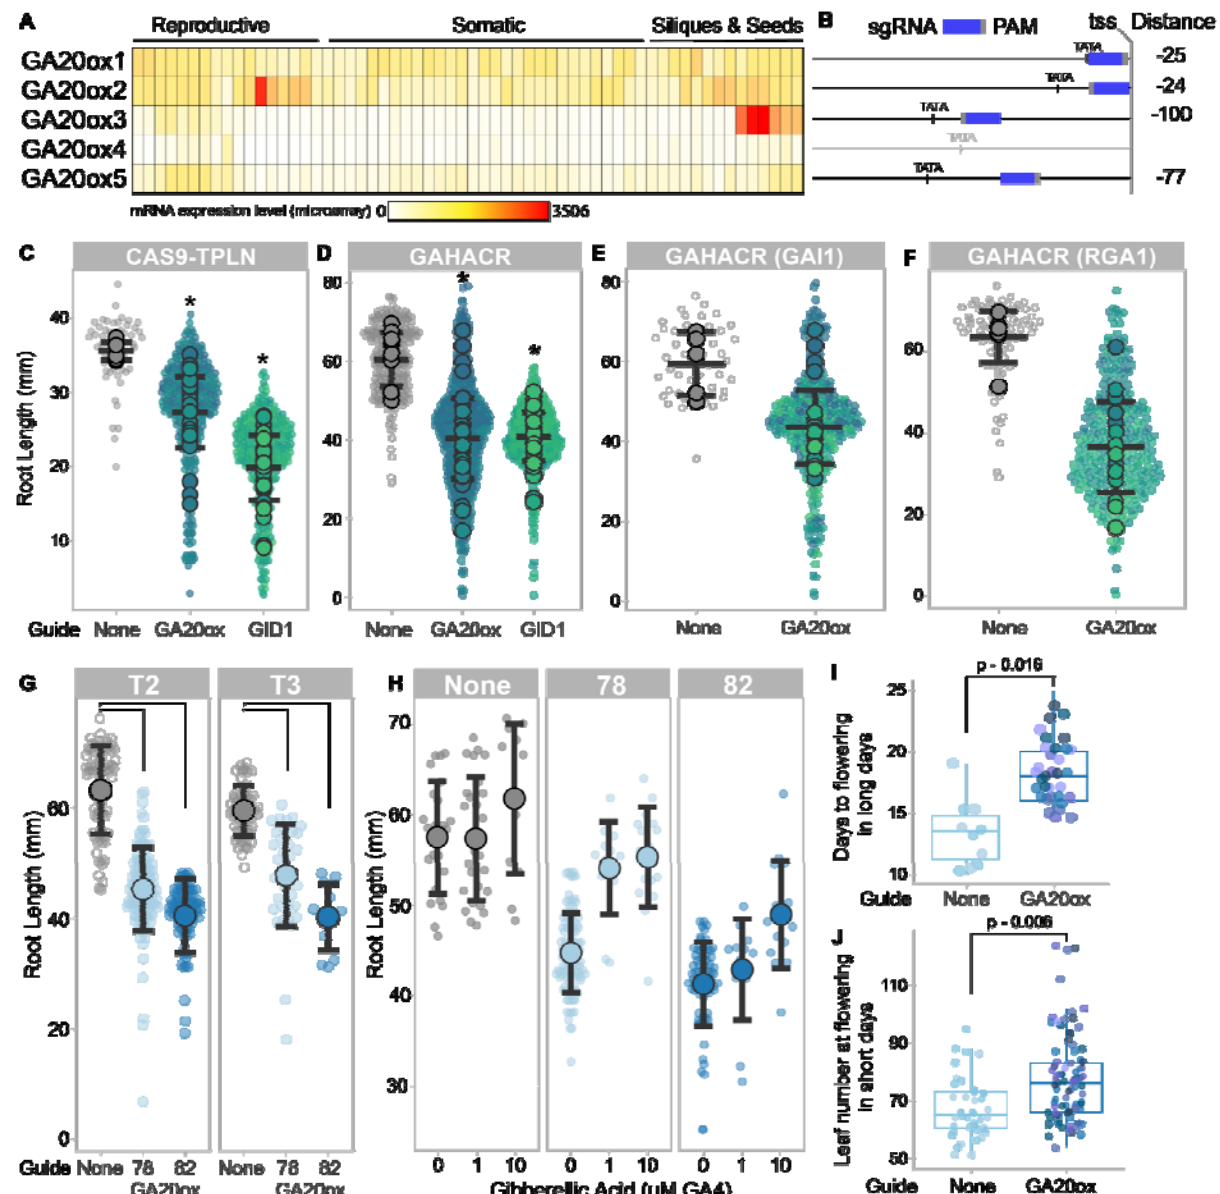 A
Reproductive
Somatic
Siliques & Seeds
GA20ox1
GA20ox2
GA20ox3
GA20ox4
GA20ox5
mRNA expression level (microarray) 0
3506
B
sgRNA
PAM
tss
Distance
TATA
-25
TATA
-24
TATA
-100
TATA
TATA
-77
C
CAS9-TPLN
Root Length (mm)
40
30
20
10
*
*
Guide
None
GA20ox
GID1
D
GAHACR
80
60
40
20
0
*
*
None
GA20ox
GID1
E
GAHACR (GAI1)
80
60
40
20
0
None
GA20ox
F
GAHACR (RGA1)
60
40
20
0
None
GA20ox
G
T2
T3
Root Length (mm)
60
40
20
0
Guide
None
78
82
GA20ox
None
78
82
GA20ox
H
None
78
82
Root Length (mm)
70
60
50
40
30
0
1
10
0
1
10
0
1
10
Gibberellic Acid (uM GA4)
I
p - 0.016
Days to flowering
in long days
25
20
15
10
Guide
None
GA20ox
J
p - 0.006
Leaf number at flowering
in short days
110
90
70
50
Guide
None
GA20ox